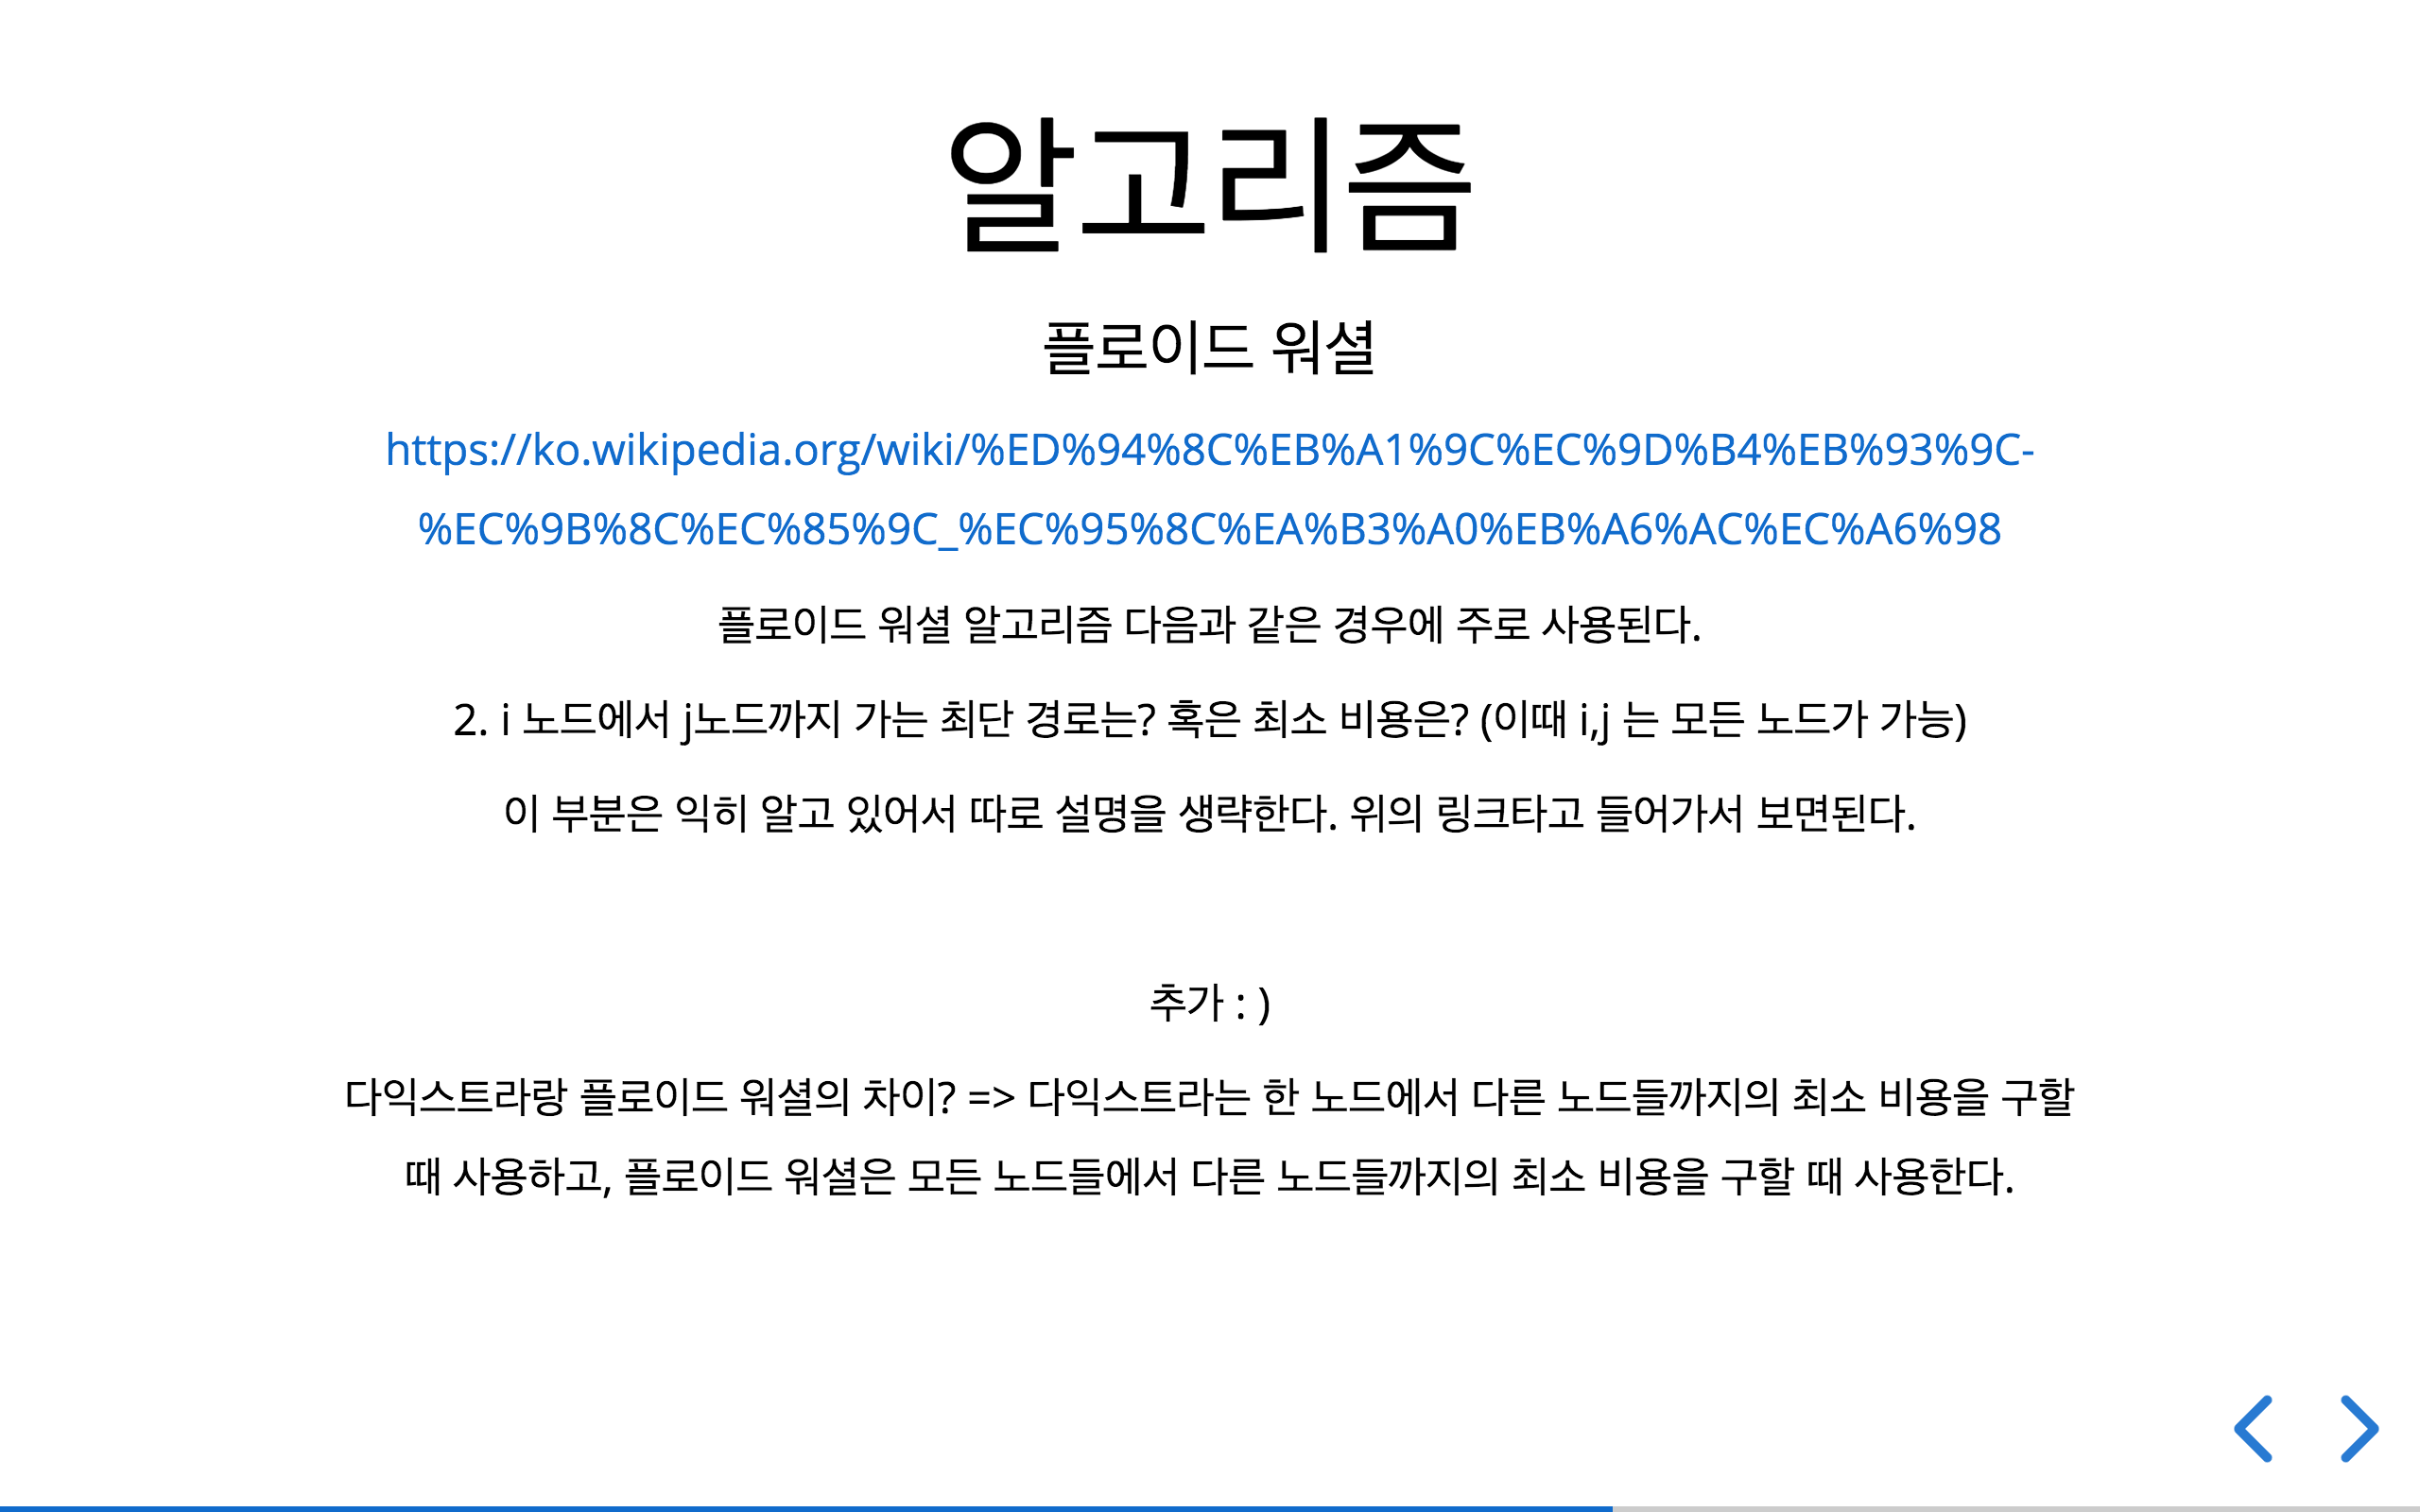 알고리즘
플로이드 워셜
https://ko.wikipedia.org/wiki/%ED%94%8C%EB%A1%9C%EC%9D%B4%EB%93%9C-
%EC%9B%8C%EC%85%9C_%EC%95%8C%EA%B3%A0%EB%A6%AC%EC%A6%98
플로이드 워셜 알고리즘 다음과 같은 경우에 주로 사용된다.
2. i 노드에서 j노드까지 가는 최단 경로는? 혹은 최소 비용은? (이때 i,j 는 모든 노드가 가능)
이 부분은 익히 알고 있어서 따로 설명을 생략한다. 위의 링크타고 들어가서 보면된다.
추가 : )
다익스트라랑 플로이드 워셜의 차이? => 다익스트라는 한 노드에서 다른 노드들까지의 최소 비용을 구할
때 사용하고, 플로이드 워셜은 모든 노드들에서 다른 노드들까지의 최소 비용을 구할 때 사용한다.